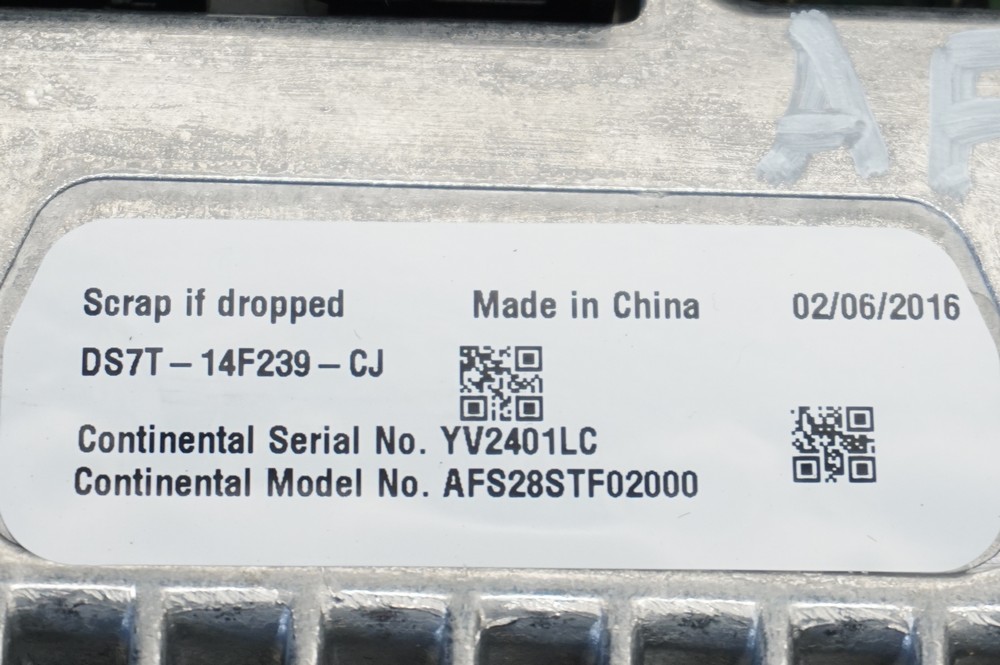 AF
Scrap if dropped Made in China 02/06/2016
DS7T-14F239-CJ
Continental Serial No. YV2401LC
Continental Model No. AFS28STF02000